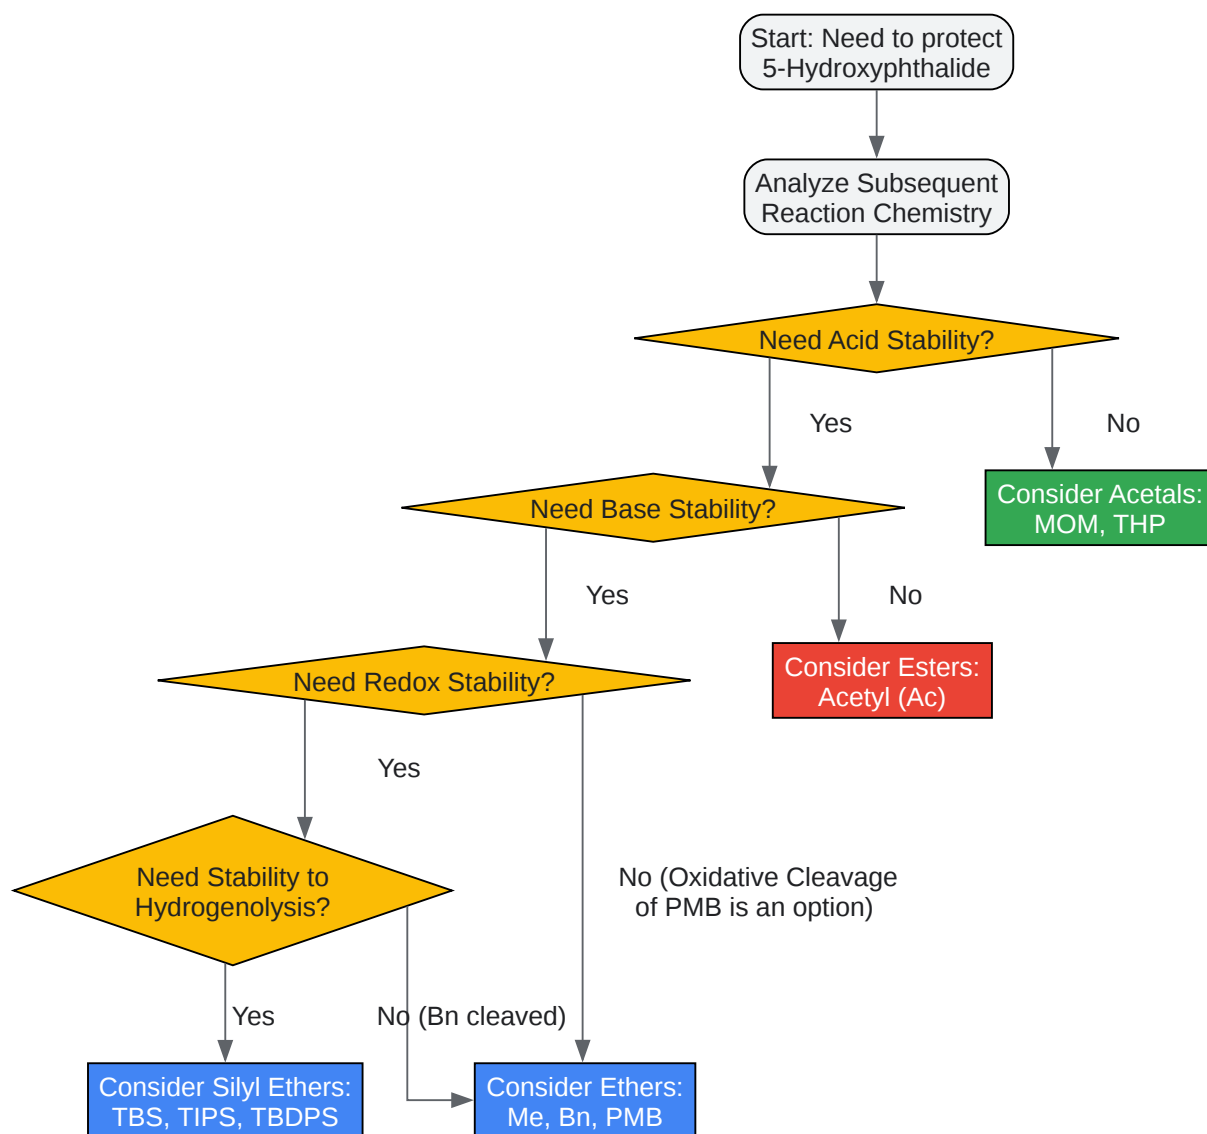 Start: Need to protect
5-Hydroxyphthalide
Analyze Subsequent
Reaction Chemistry
Need Acid Stability?
Yes
No
Consider Acetals:
MOM, THP
Need Base Stability?
Yes
No
Consider Esters:
Acetyl (Ac)
Need Redox Stability?
Yes
No (Oxidative Cleavage
of PMB is an option)
Need Stability to
Hydrogenolysis?
Yes
No (Bn cleaved)
Consider Silyl Ethers:
TBS, TIPS, TBDPS
Consider Ethers:
Me, Bn, PMB